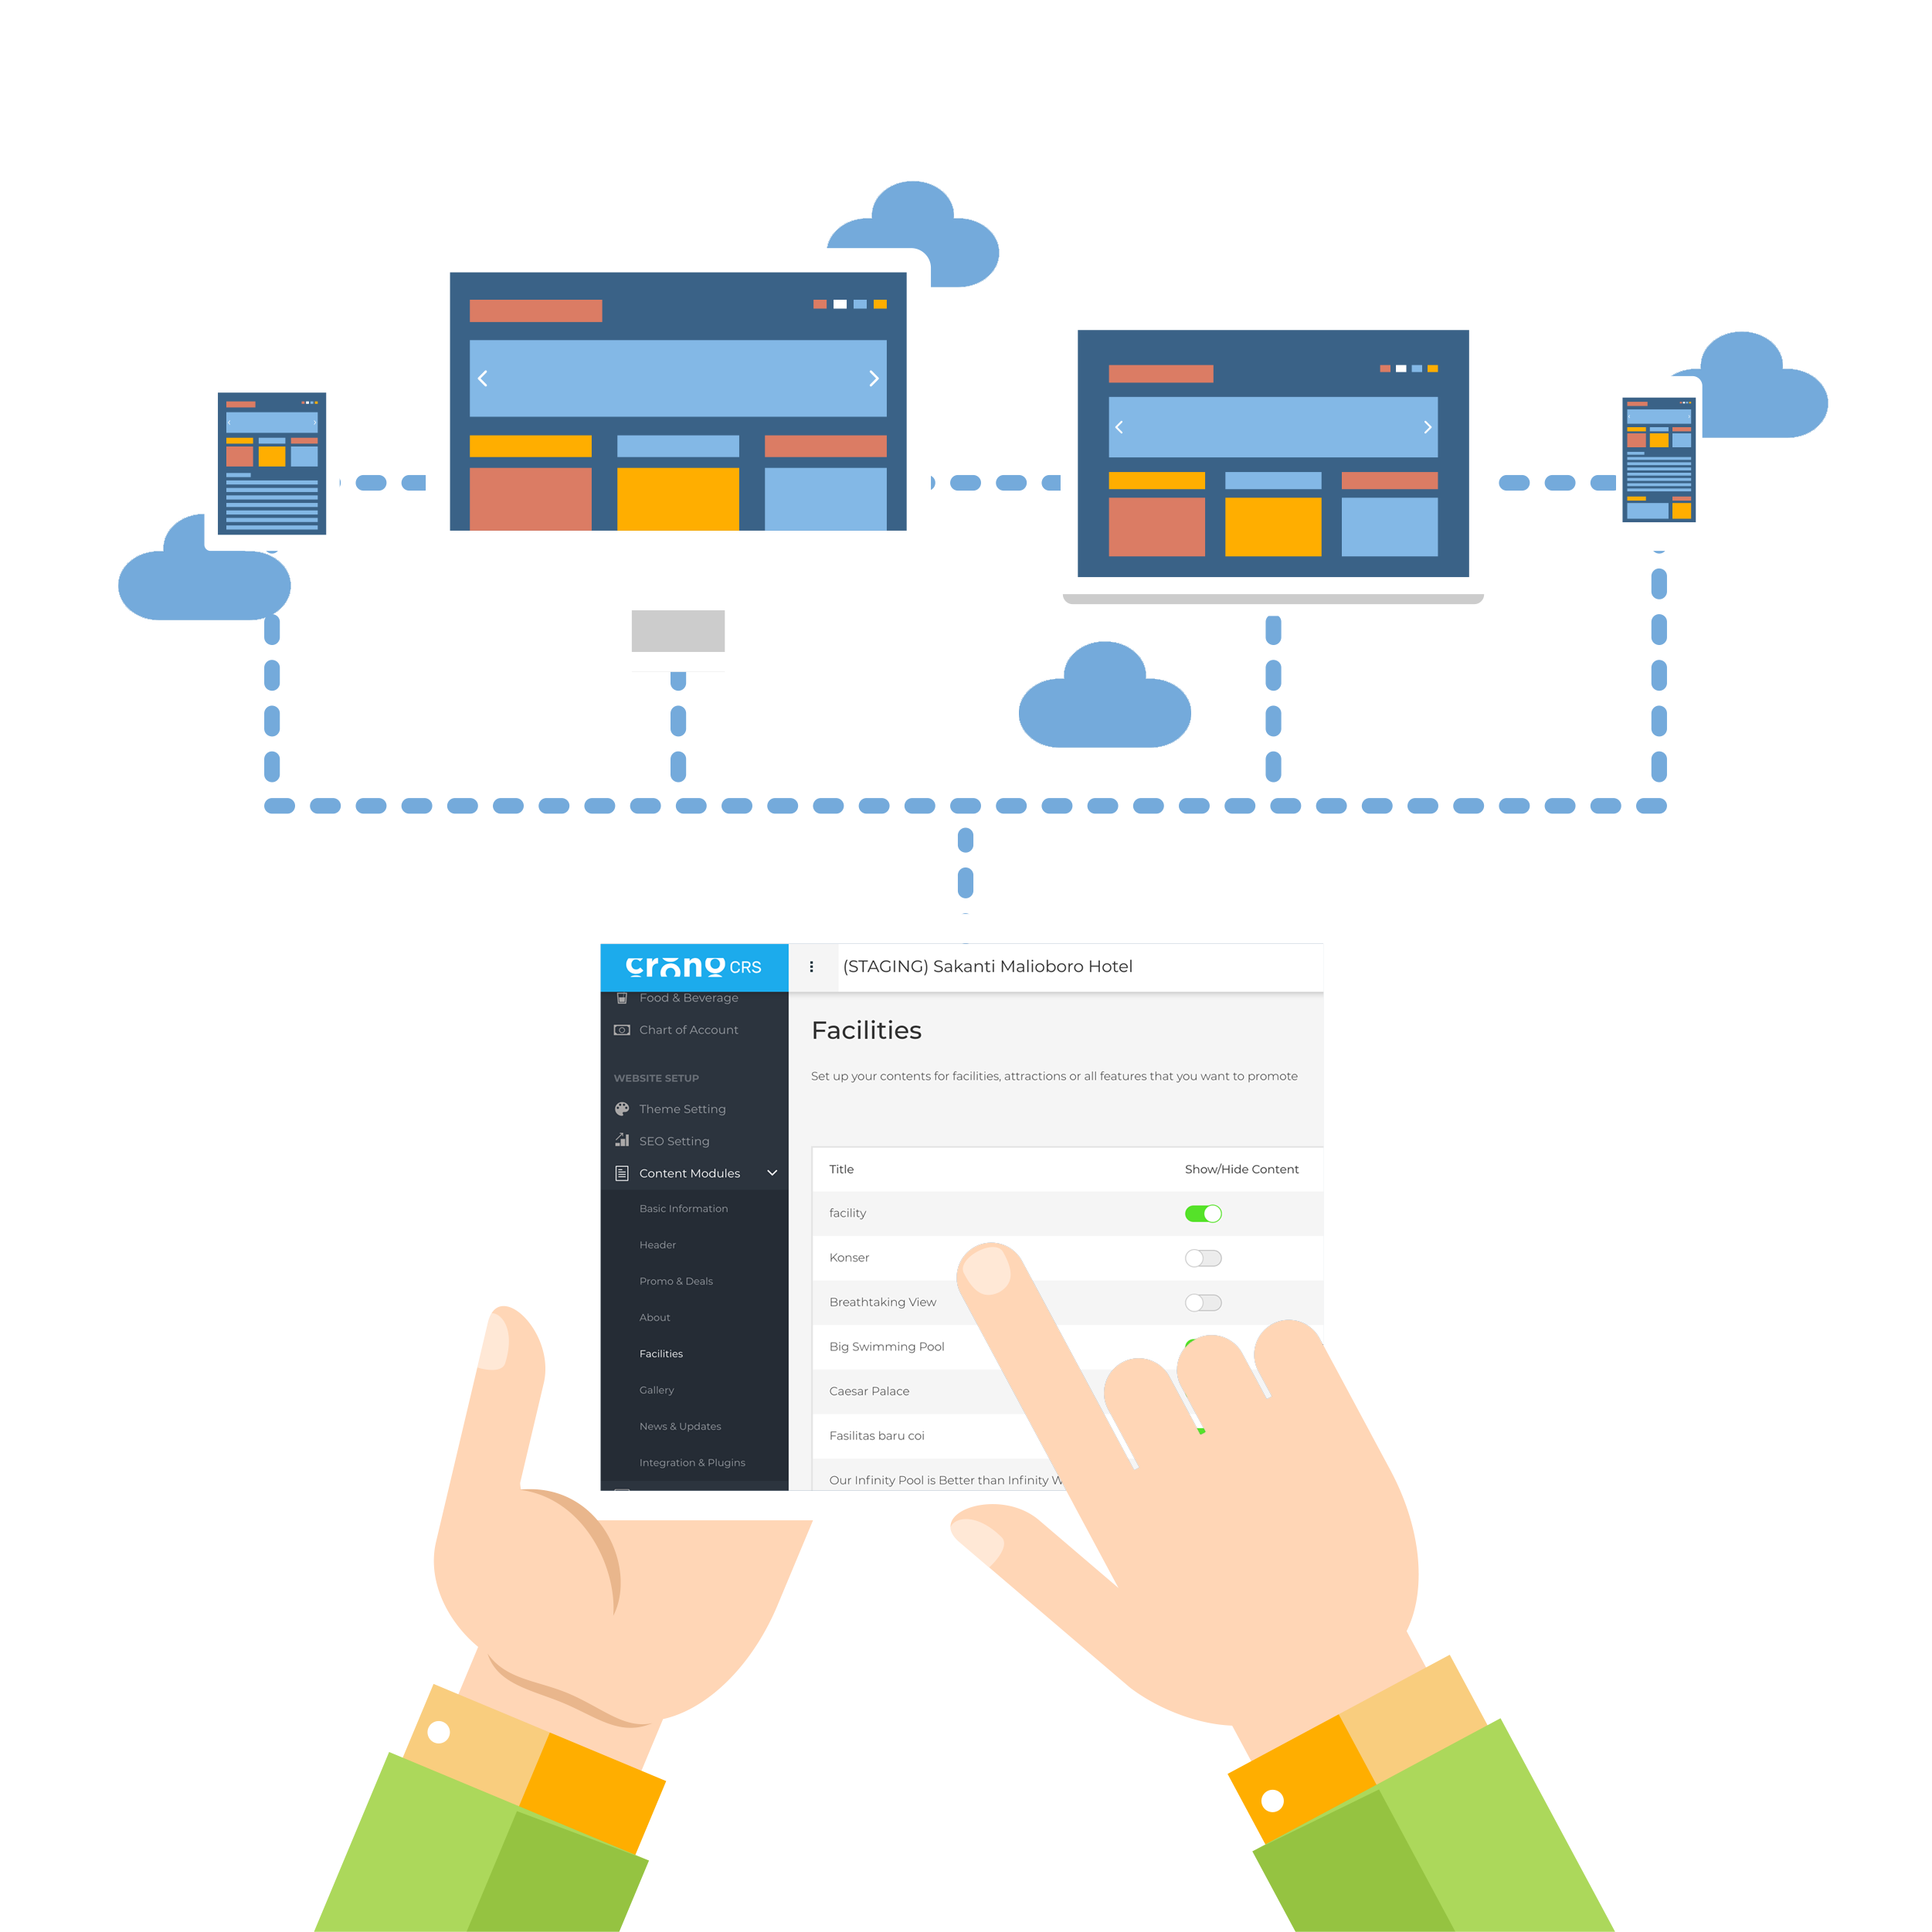 crono CRS
(STAGING) Sakanti Malioboro Hotel
Food & Beverage
Chart of Account
WEBSITE SETUP
Theme Setting
SEO Setting
Content Modules
Basic Information
Header
Promo & Deals
About
Facilities
Gallery
News & Updates
Integration & Plugins
Facilities
Set up your contents for facilities, attractions or all features that you want to promote
Title Show/Hide Content
facility
Konser
Breathtaking View
Big Swimming Pool
Caesar Palace
Fasilitas baru coi
Our Infinity Pool is Better than Infinity